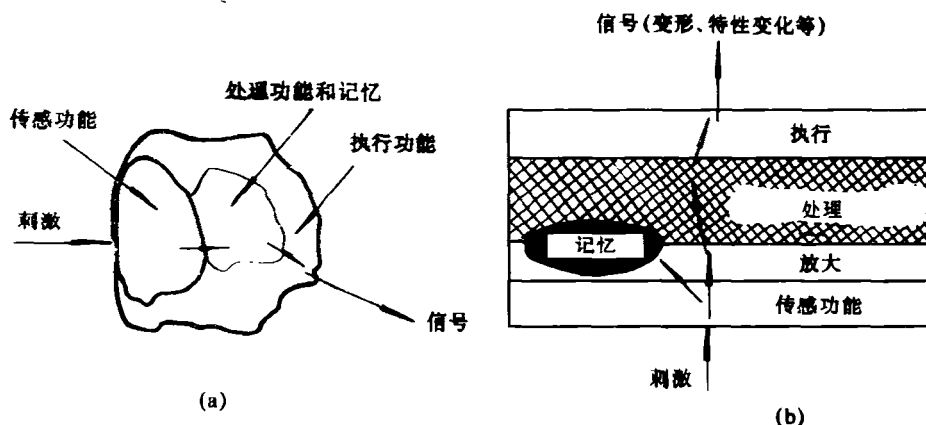 处理功能和记忆
传感功能
执行功能
刺激
信号
(a)
信号(变形、特性变化等)
执行
处理
记忆
放大
传感功能
刺激
(b)